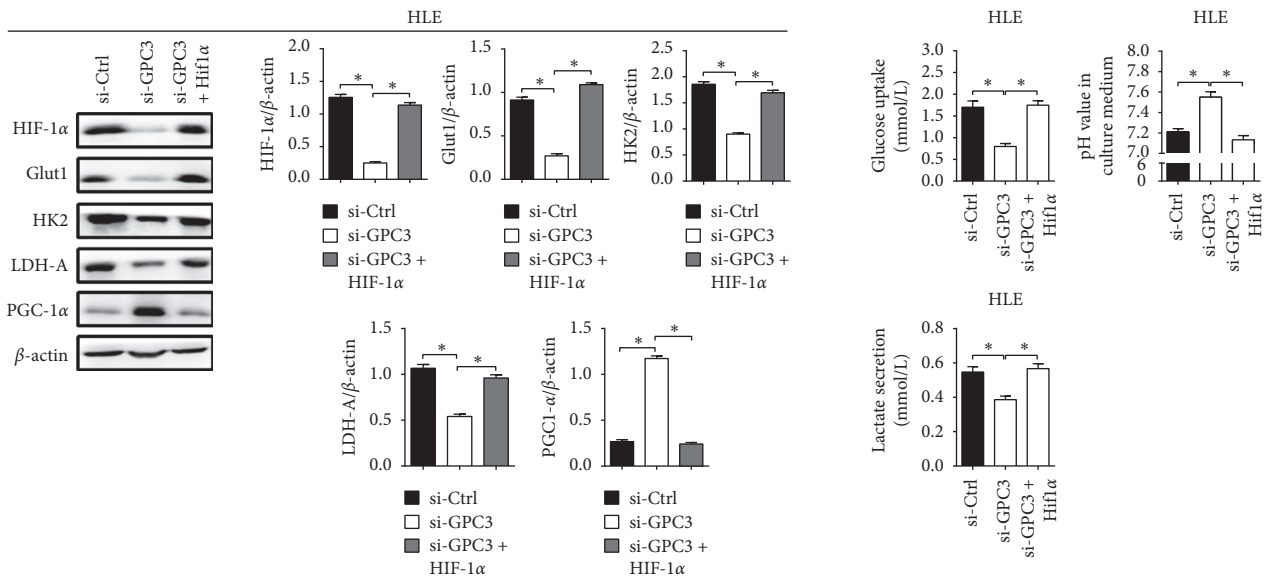 HLE
si-Ctrl
si-GPC3
si-GPC3
+ Hif1α
HIF-1α
Glut1
HK2
LDH-A
PGC-1α
β-actin
HIF-1α/β-actin
2.0
1.5
1.0
0.5
0.0
*
*
si-Ctrl
si-GPC3
si-GPC3 +
HIF-1α
Glut1/β-actin
1.5
1.0
0.5
0.0
*
*
si-Ctrl
si-GPC3
si-GPC3 +
HIF-1α
HK2/β-actin
2.5
2.0
1.5
1.0
0.5
0.0
*
*
si-Ctrl
si-GPC3
si-GPC3 +
HIF-1α
LDH-A/β-actin
1.5
1.0
0.5
0.0
*
*
si-Ctrl
si-GPC3
si-GPC3 +
HIF-1α
PGC1-α/β-actin
1.5
1.0
0.5
0.0
*
*
si-Ctrl
si-GPC3
si-GPC3 +
HIF-1α
HLE
Glucose uptake
(mmol/L)
3.0
2.5
2.0
1.5
1.0
0.5
0.0
*
*
si-Ctrl
si-GPC3
si-GPC3 +
Hif1α
HLE
pH value in
culture medium
7.8
7.6
7.4
7.2
7.0
6
0
*
*
si-Ctrl
si-GPC3
si-GPC3 +
Hif1α
HLE
Lactate secretion
(mmol/L)
0.8
0.6
0.4
0.2
0.0
*
*
si-Ctrl
si-GPC3
si-GPC3 +
Hif1α